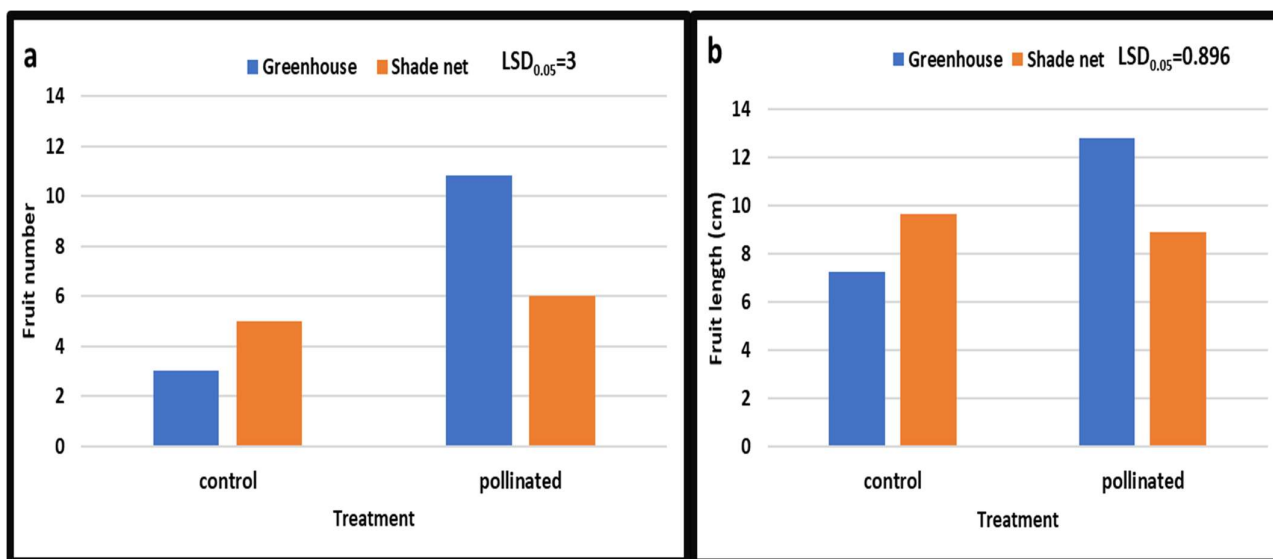 a
Greenhouse Shade net LSD0.05=3
14
12
10
8
6
4
2
0
Fruit number
control pollinated
Treatment
b
Greenhouse Shade net LSD0.05=0.896
14
12
10
8
6
4
2
0
Fruit length (cm)
control pollinated
Treatment